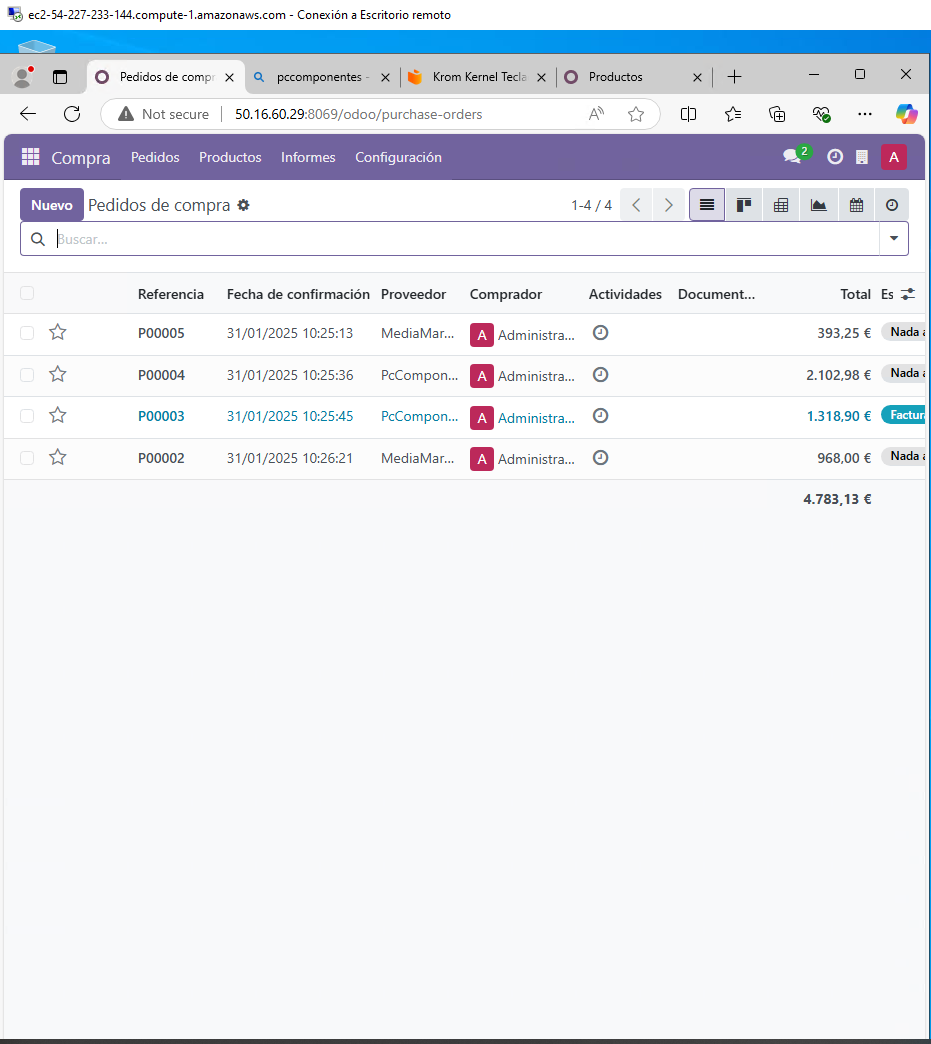 ec2-54-227-233-144.compute-1.amazonaws.com - Conexión a Escritorio remoto
Pedidos de compr
pccomponentes -
Krom Kernel Tecla
Productos
Not secure
50.16.60.29:8069/odoo/purchase-orders
Compra Pedidos Productos Informes Configuración 2 A
Nuevo Pedidos de compra 1-4 / 4
Buscar...
Referencia Fecha de confirmación Proveedor Comprador Actividades Document... Total Es
P00005 31/01/2025 10:25:13 MediaMar... A Administra... 393,25 € Nada a
P00004 31/01/2025 10:25:36 PcCompon... A Administra... 2.102,98 € Nada a
P00003 31/01/2025 10:25:45 PcCompon... A Administra... 1.318,90 € Factur
P00002 31/01/2025 10:26:21 MediaMar... A Administra... 968,00 € Nada a
4.783,13 €